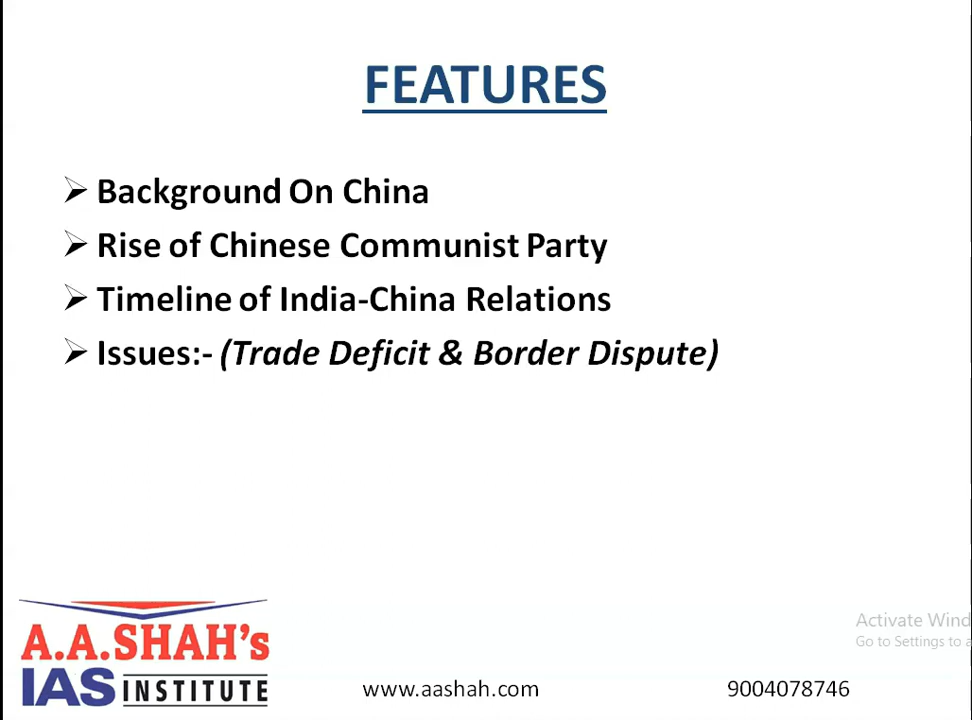 FEATURES
Background On China
Rise of Chinese Communist Party
Timeline of India-China Relations
Issues:- (Trade Deficit & Border Dispute)
Activate Wind
Go to Settings to a
A.A.SHAH's
IAS INSTITUTE
www.aashah.com
9004078746